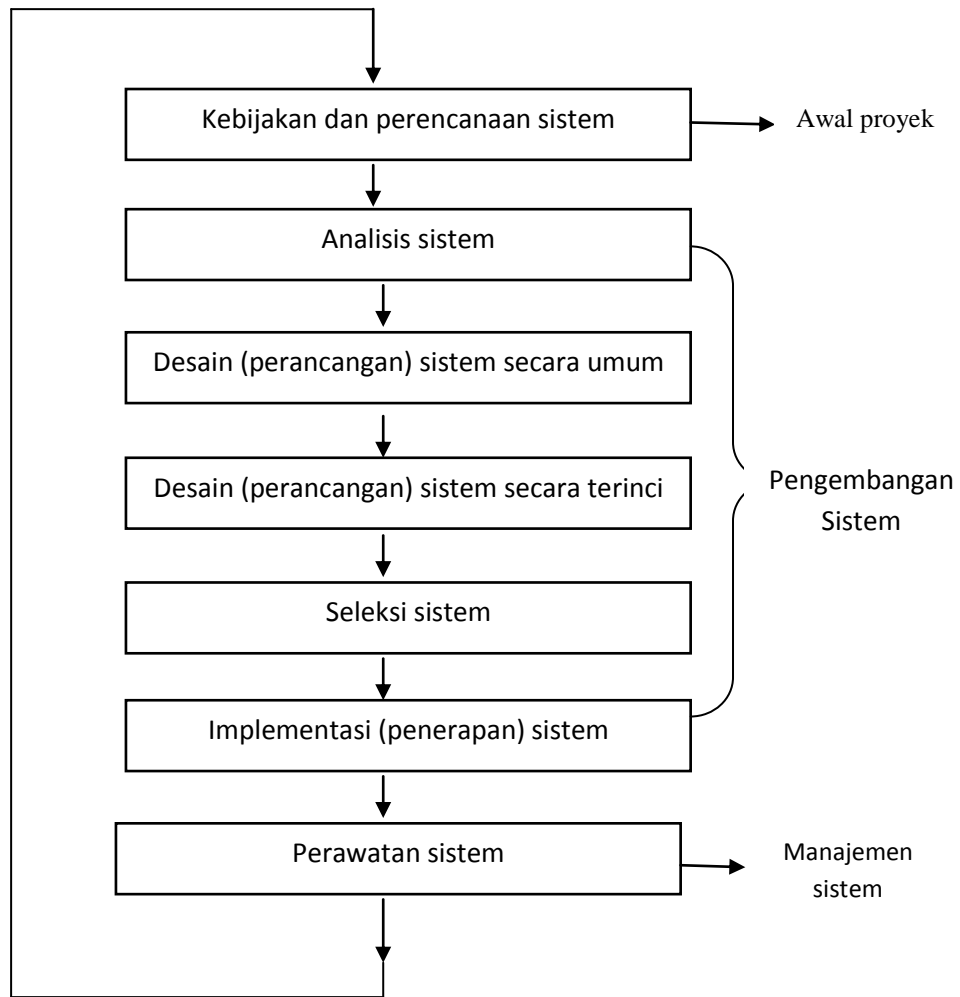 Kebijakan dan perencanaan sistem
Awal proyek
Analisis sistem
Desain (perancangan) sistem secara umum
Desain (perancangan) sistem secara terinci
Pengembangan
Sistem
Seleksi sistem
Implementasi (penerapan) sistem
Perawatan sistem
Manajemen
sistem